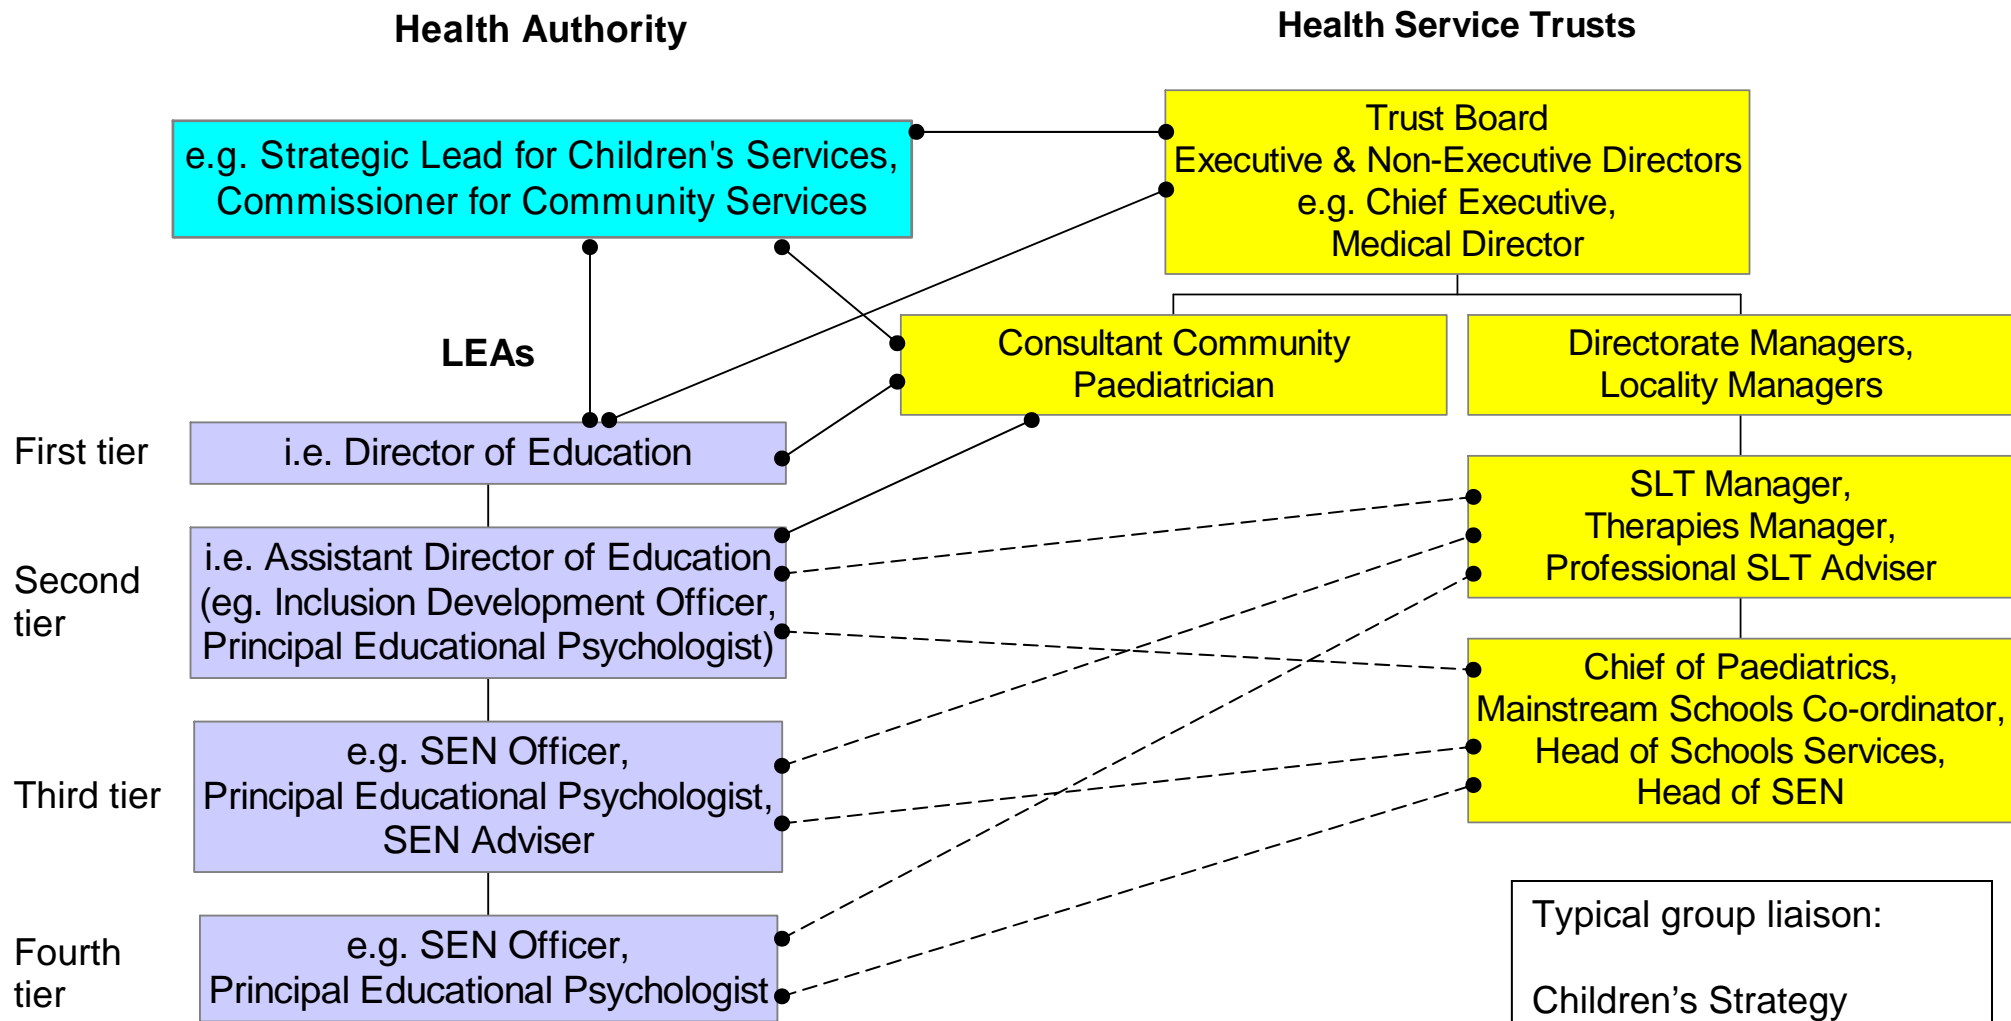 Health Authority
Health Service Trusts
e.g. Strategic Lead for Children's Services,
Commissioner for Community Services
Trust Board
Executive & Non-Executive Directors
e.g. Chief Executive,
Medical Director
LEAs
Consultant Community
Paediatrician
Directorate Managers,
Locality Managers
First tier
i.e. Director of Education
SLT Manager,
Therapies Manager,
Professional SLT Adviser
Second
tier
i.e. Assistant Director of Education
(eg. Inclusion Development Officer,
Principal Educational Psychologist)
Chief of Paediatrics,
Mainstream Schools Co-ordinator,
Head of Schools Services,
Head of SEN
Third tier
e.g. SEN Officer,
Principal Educational Psychologist,
SEN Adviser
Fourth
tier
e.g. SEN Officer,
Principal Educational Psychologist
Typical group liaison:
Children’s Strategy